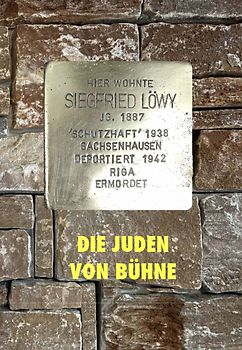 HIER WOHNTE
SIEGFRIED LÖWY
JG. 1887
'SCHUTZHAFT' 1938
SACHSENHAUSEN
DEPORTIERT 1942
RIGA
ERMORDET
DIE JUDEN
VON BÜHNE